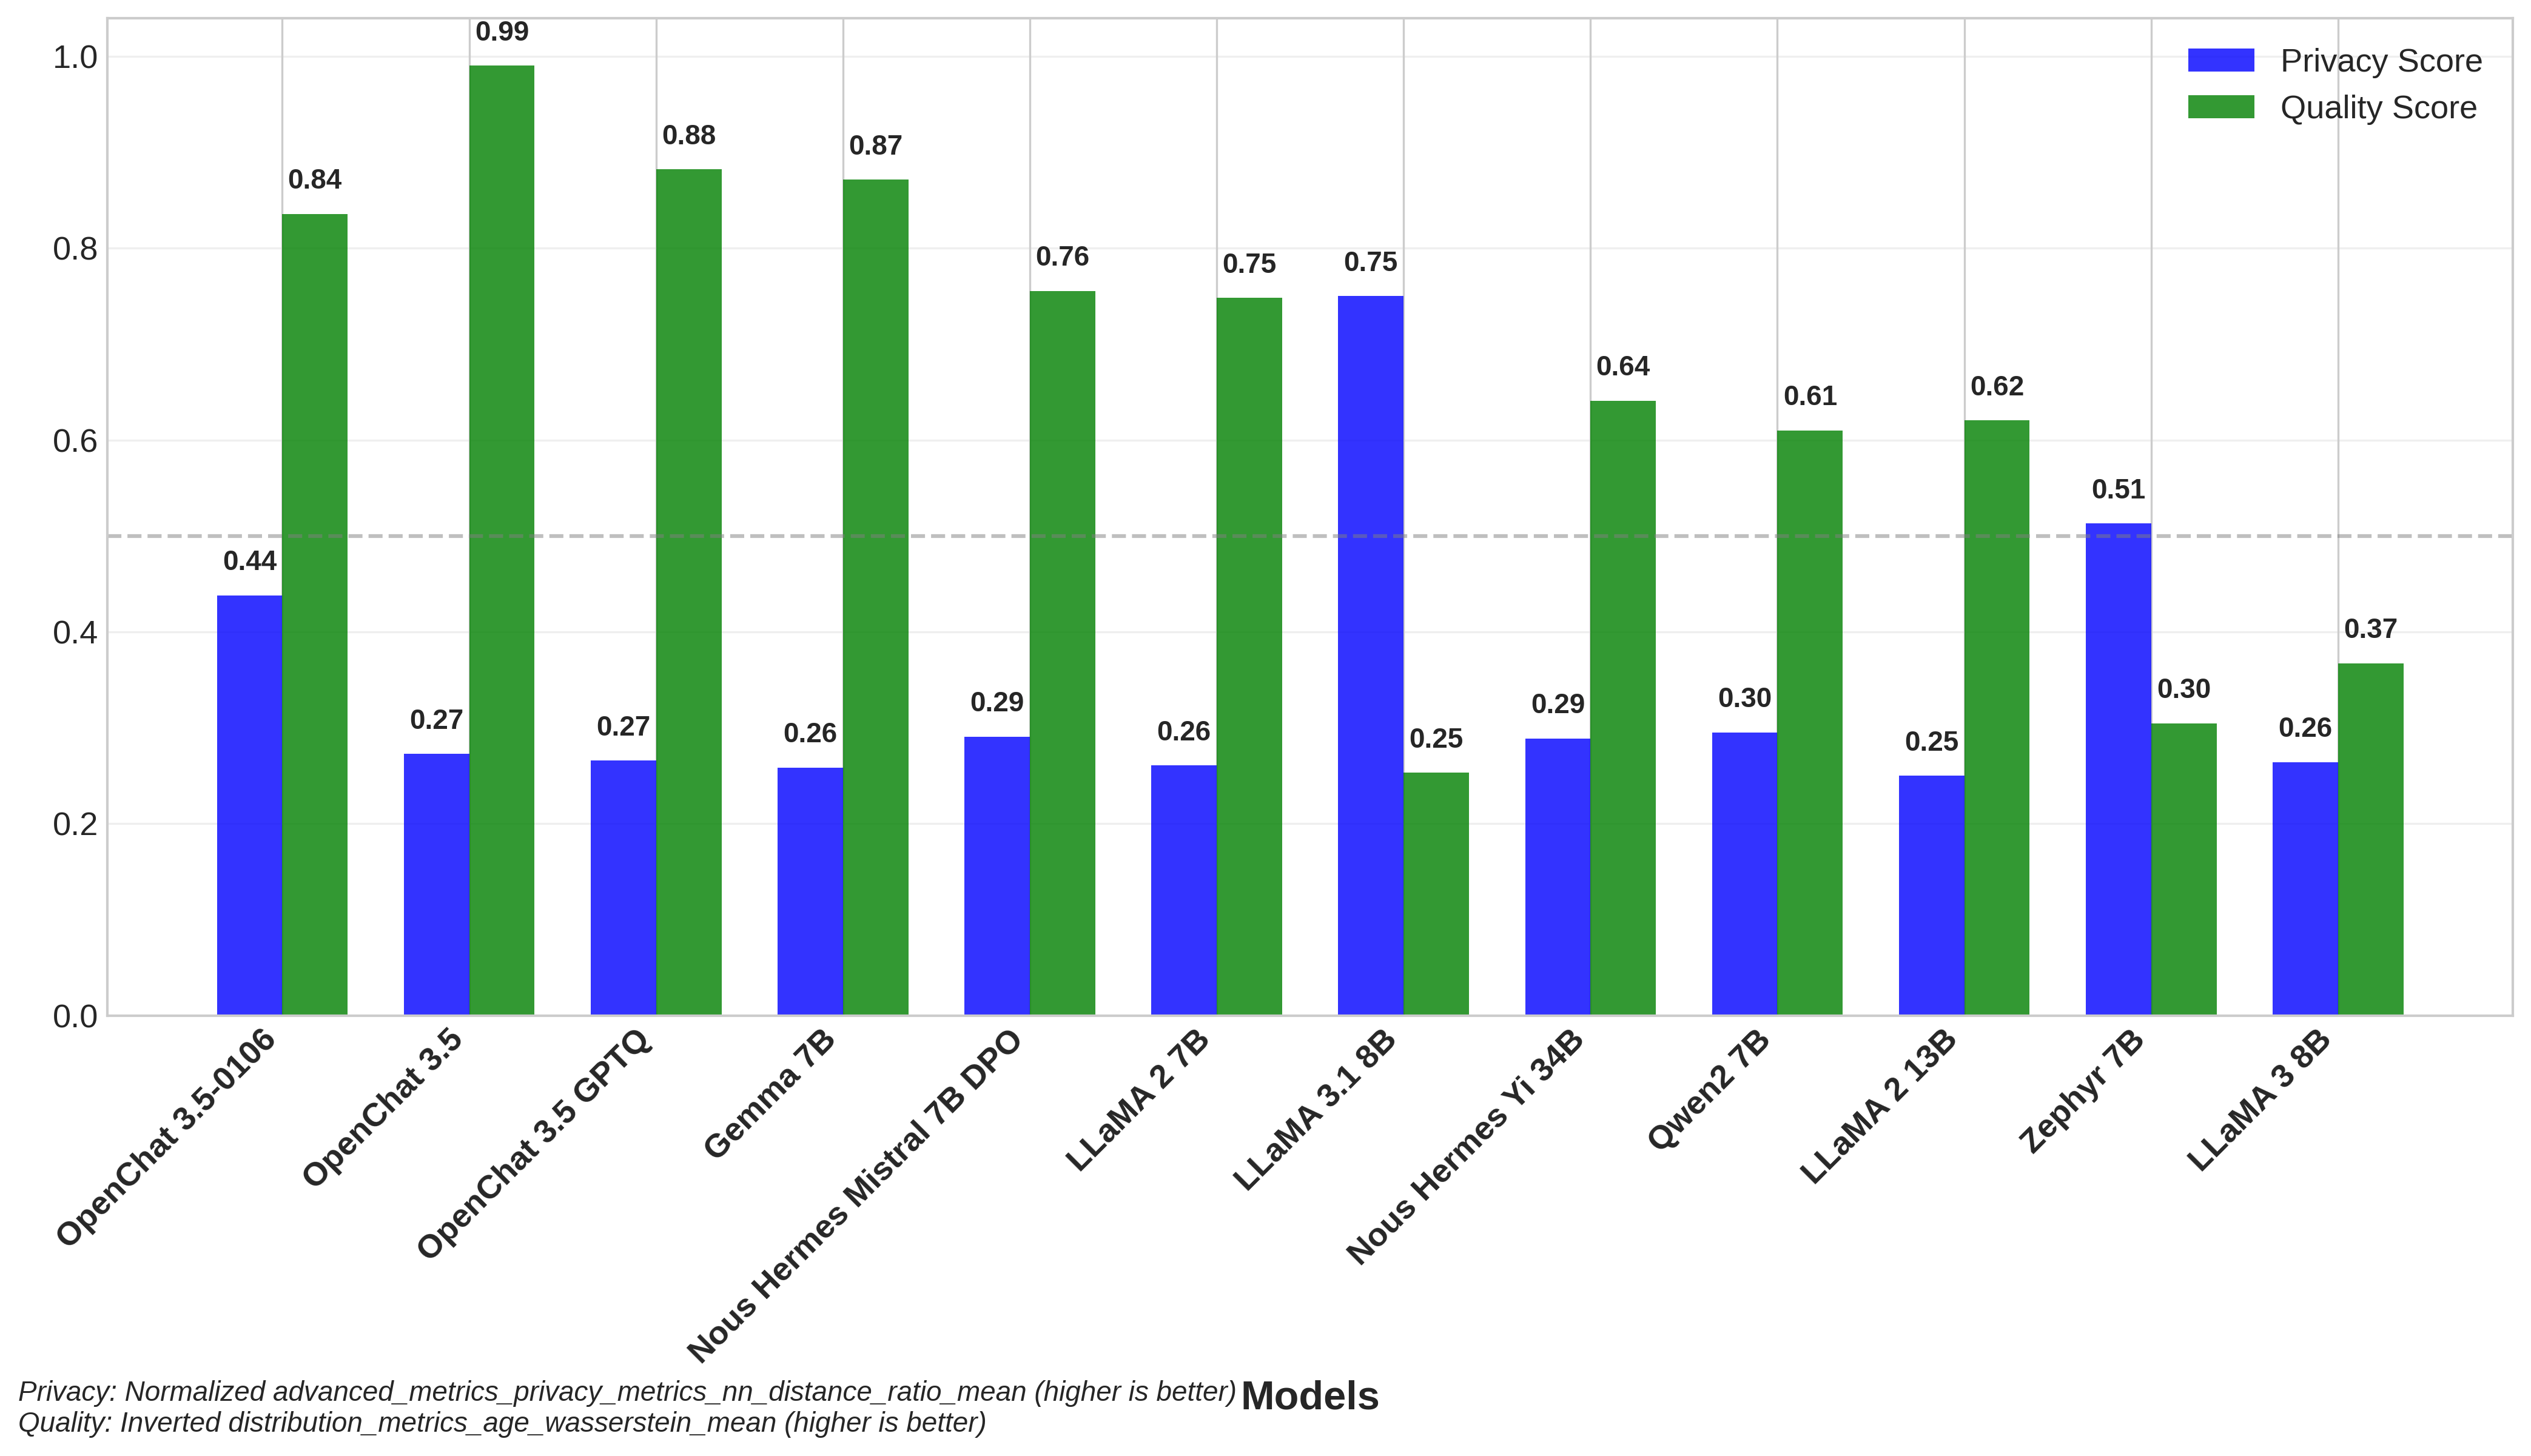 Privacy Score
Quality Score
1.0
0.8
0.6
0.4
0.2
0.0
0.44
0.84
0.27
0.99
0.27
0.88
0.26
0.87
0.29
0.76
0.26
0.75
0.75
0.25
0.29
0.64
0.30
0.61
0.25
0.62
0.51
0.30
0.26
0.37
OpenChat 3.5-0106
OpenChat 3.5
OpenChat 3.5 GPTQ
Gemma 7B
Nous Hermes Mistral 7B DPO
LLaMA 2 7B
LLaMA 3.1 8B
Nous Hermes Yi 34B
Qwen2 7B
LLaMA 2 13B
Zephyr 7B
LLaMA 3 8B
Models
Privacy: Normalized advanced_metrics_privacy_metrics_nn_distance_ratio_mean (higher is better)
Quality: Inverted distribution_metrics_age_wasserstein_mean (higher is better)